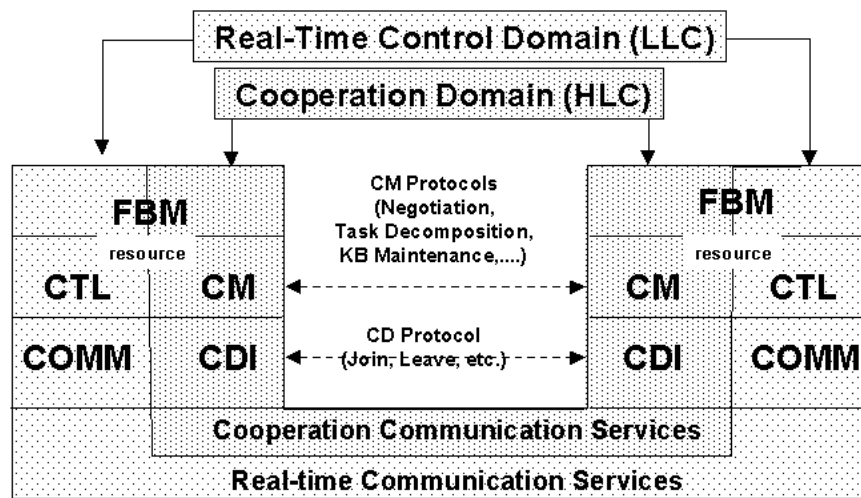 Real-Time Control Domain (LLC)
Cooperation Domain (HLC)
CM Protocols
(Negotiation,
Task Decomposition,
KB Maintenance,....)
FBM
FBM
resource
resource
CTL
CM
CM
CTL
CD Protocol
(Join, Leave, etc.)
COMM
CDI
CDI
COMM
Cooperation Communication Services
Real-time Communication Services